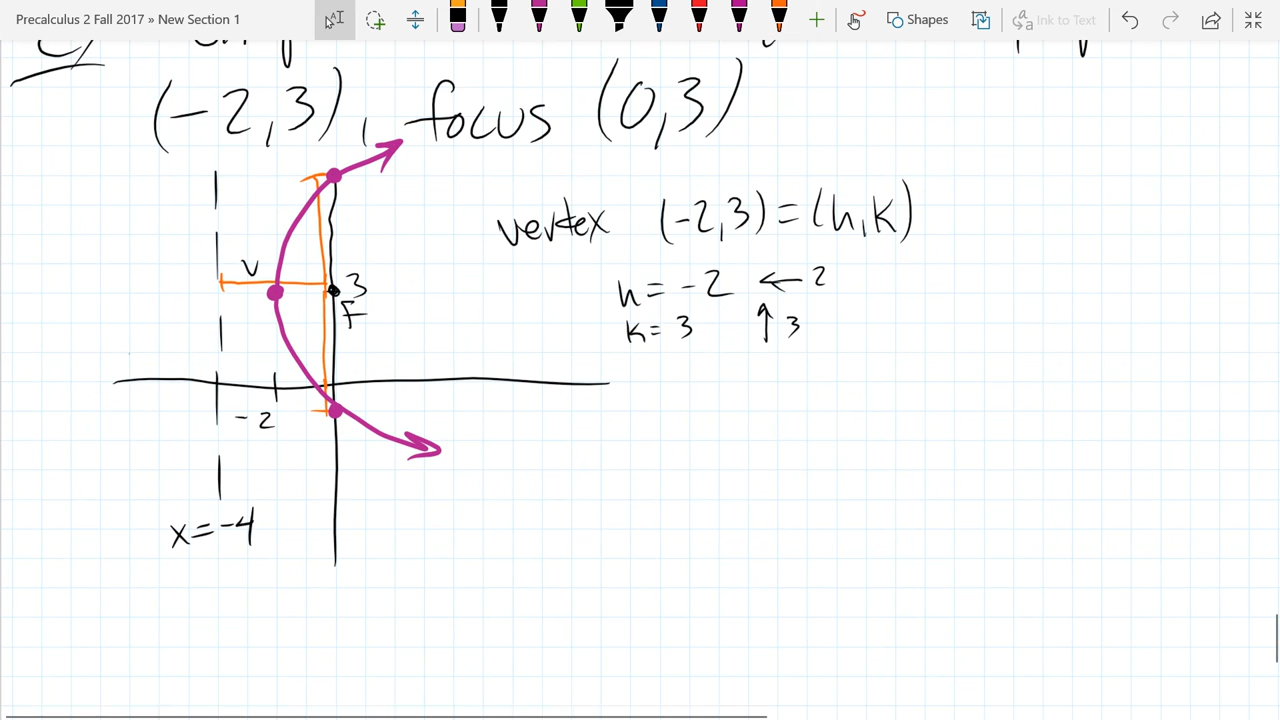 Precalculus 2 Fall 2017 » New Section 1
Shapes
Ink to Text
(-2,3), focus (0,3)
vertex (-2,3) = (h,k)
h = -2 ← 2
k = 3 ↑ 3
V
3
F
-2
x = -4